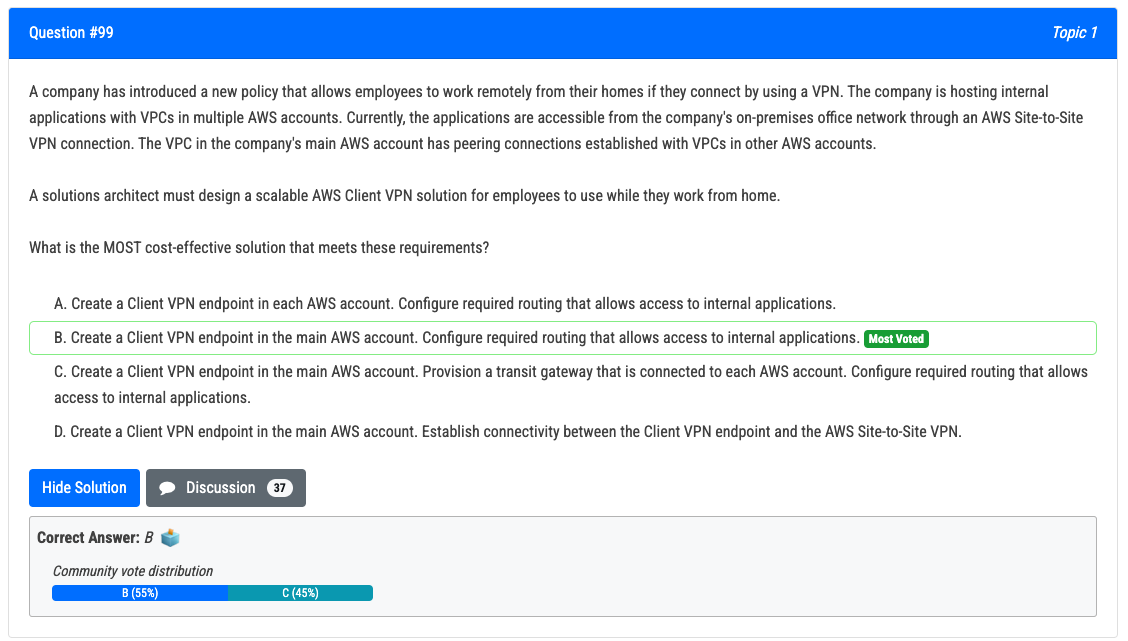 Question #99
Topic 1
A company has introduced a new policy that allows employees to work remotely from their homes if they connect by using a VPN. The company is hosting internal
applications with VPCs in multiple AWS accounts. Currently, the applications are accessible from the company's on-premises office network through an AWS Site-to-Site
VPN connection. The VPC in the company's main AWS account has peering connections established with VPCs in other AWS accounts.
A solutions architect must design a scalable AWS Client VPN solution for employees to use while they work from home.
What is the MOST cost-effective solution that meets these requirements?
A. Create a Client VPN endpoint in each AWS account. Configure required routing that allows access to internal applications.
B. Create a Client VPN endpoint in the main AWS account. Configure required routing that allows access to internal applications. Most Voted
C. Create a Client VPN endpoint in the main AWS account. Provision a transit gateway that is connected to each AWS account. Configure required routing that allows
access to internal applications.
D. Create a Client VPN endpoint in the main AWS account. Establish connectivity between the Client VPN endpoint and the AWS Site-to-Site VPN.
Hide Solution
Discussion 37
Correct Answer: B
Community vote distribution
B (55%)
C (45%)